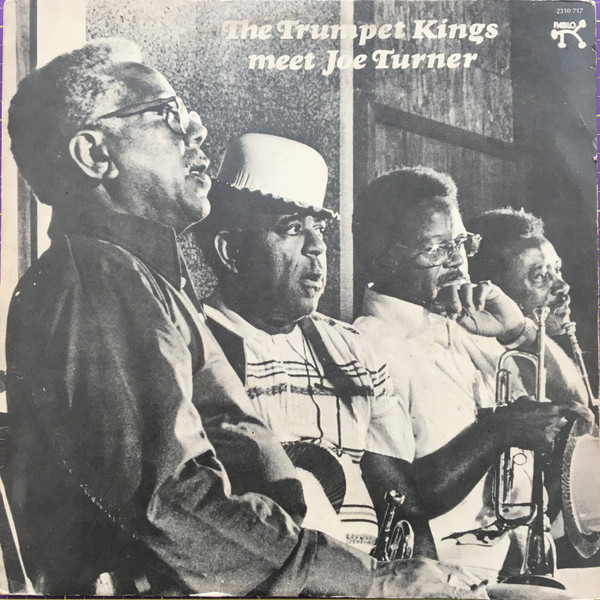 2310 717
The Trumpet Kings
meet Joe Turner
PABLO